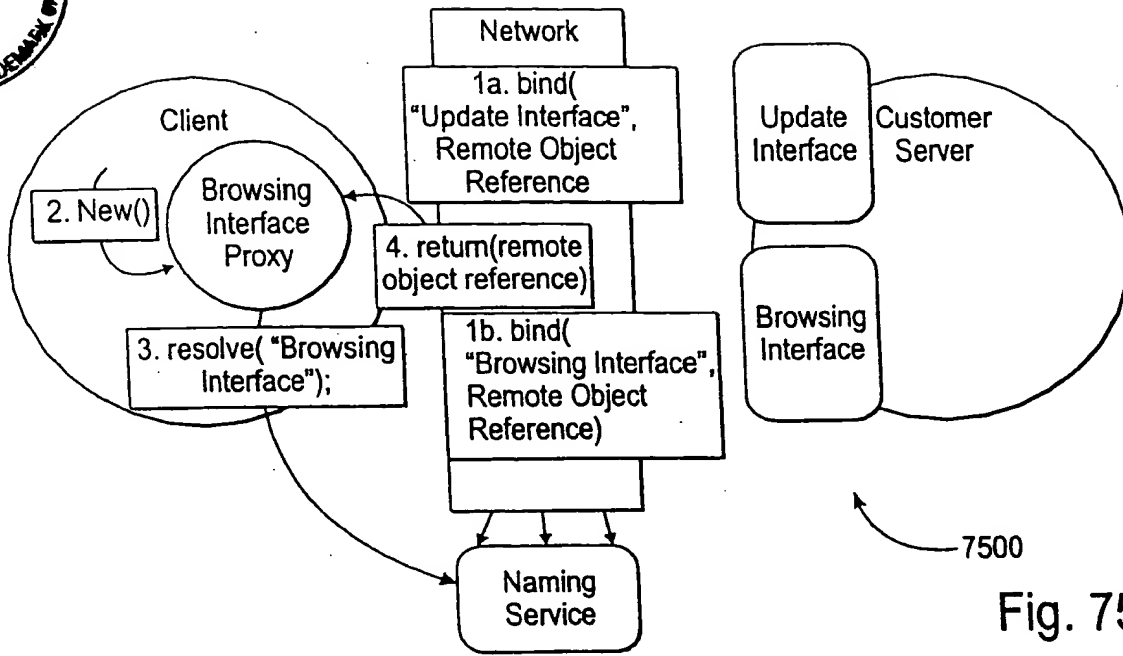 Network
1a. bind(
"Update Interface",
Remote Object
Reference
Client
Browsing
Interface
Proxy
2. New()
4. return(remote
object reference)
3. resolve( "Browsing
Interface");
1b. bind(
"Browsing Interface",
Remote Object
Reference)
Update
Interface
Customer
Server
Browsing
Interface
Naming
Service
7500
Fig. 75